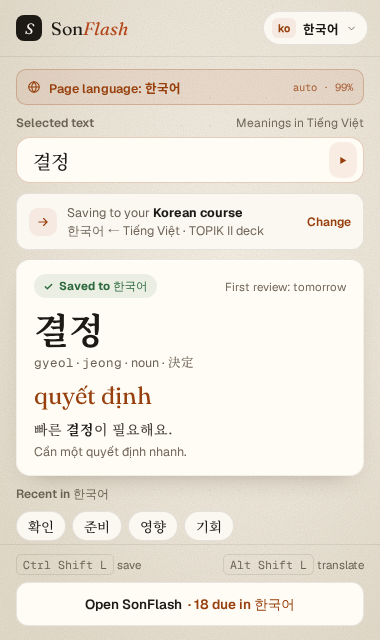 S SonFlash
ko 한국어
Page language: 한국어 auto · 99%
Selected text Meanings in Tiếng Việt
결정
Saving to your Korean course
한국어 ← Tiếng Việt · TOPIK II deck
Change
✓ Saved to 한국어 First review: tomorrow
결정
gyeol·jeong · noun · 決定
quyết định
빠른 결정이 필요해요.
Cần một quyết định nhanh.
Recent in 한국어
확인 준비 영향 기회
Ctrl Shift L save Alt Shift L translate
Open SonFlash · 18 due in 한국어